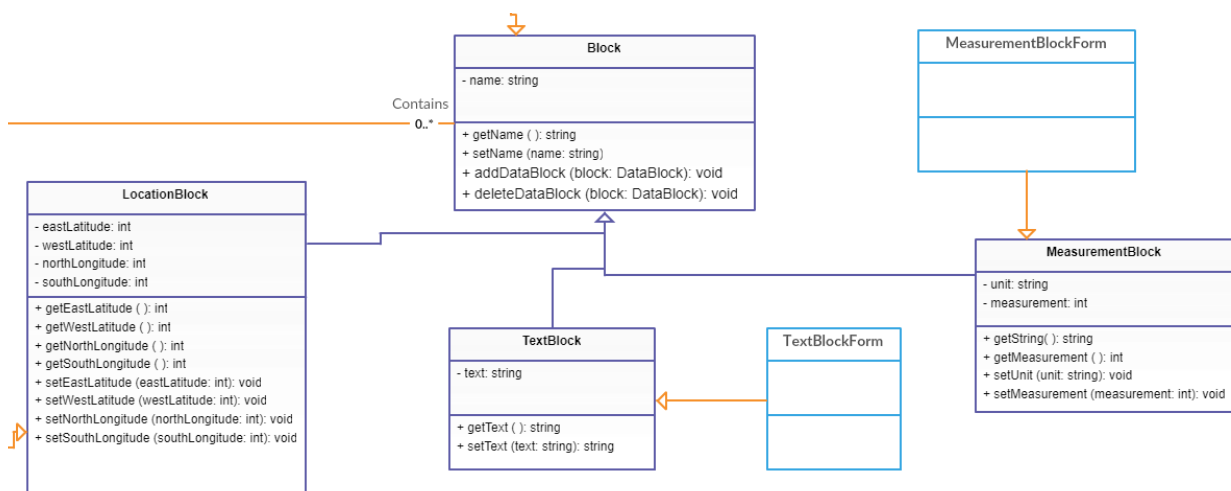 Block
- name: string
+ getName ( ): string
+ setName (name: string)
+ addDataBlock (block: DataBlock): void
+ deleteDataBlock (block: DataBlock): void
MeasurementBlockForm
Contains
0..*
LocationBlock
- eastLatitude: int
- westLatitude: int
- northLongitude: int
- southLongitude: int
+ getEastLatitude ( ): int
+ getWestLatitude ( ): int
+ getNorthLongitude ( ): int
+ getSouthLongitude ( ): int
+ setEastLatitude (eastLatitude: int): void
+ setWestLatitude (westLatitude: int): void
+ setNorthLongitude (northLongitude: int): void
+ setSouthLongitude (southLongitude: int): void
TextBlock
- text: string
+ getText ( ): string
+ setText (text: string): string
TextBlockForm
MeasurementBlock
- unit: string
- measurement: int
+ getString( ): string
+ getMeasurement ( ): int
+ setUnit (unit: string): void
+ setMeasurement (measurement: int): void